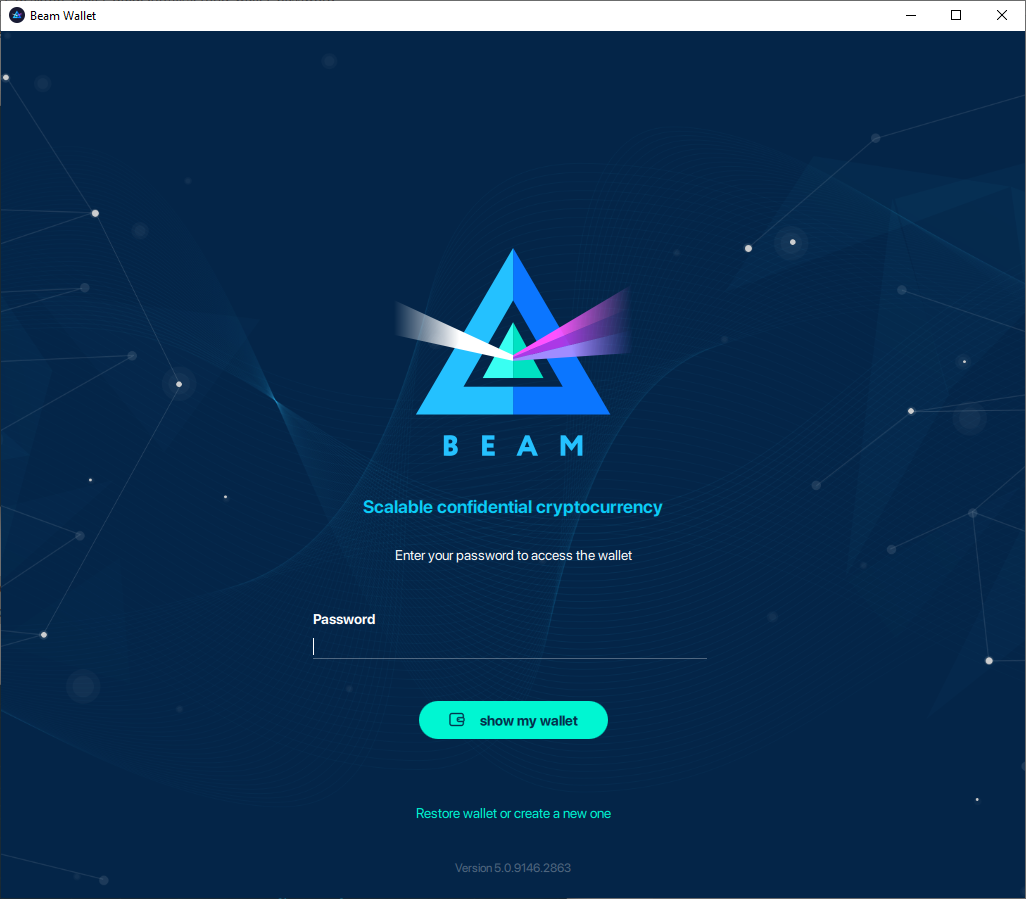 Beam Wallet
BEAM
Scalable confidential cryptocurrency
Enter your password to access the wallet
Password
show my wallet
Restore wallet or create a new one
Version 5.0.9146.2863